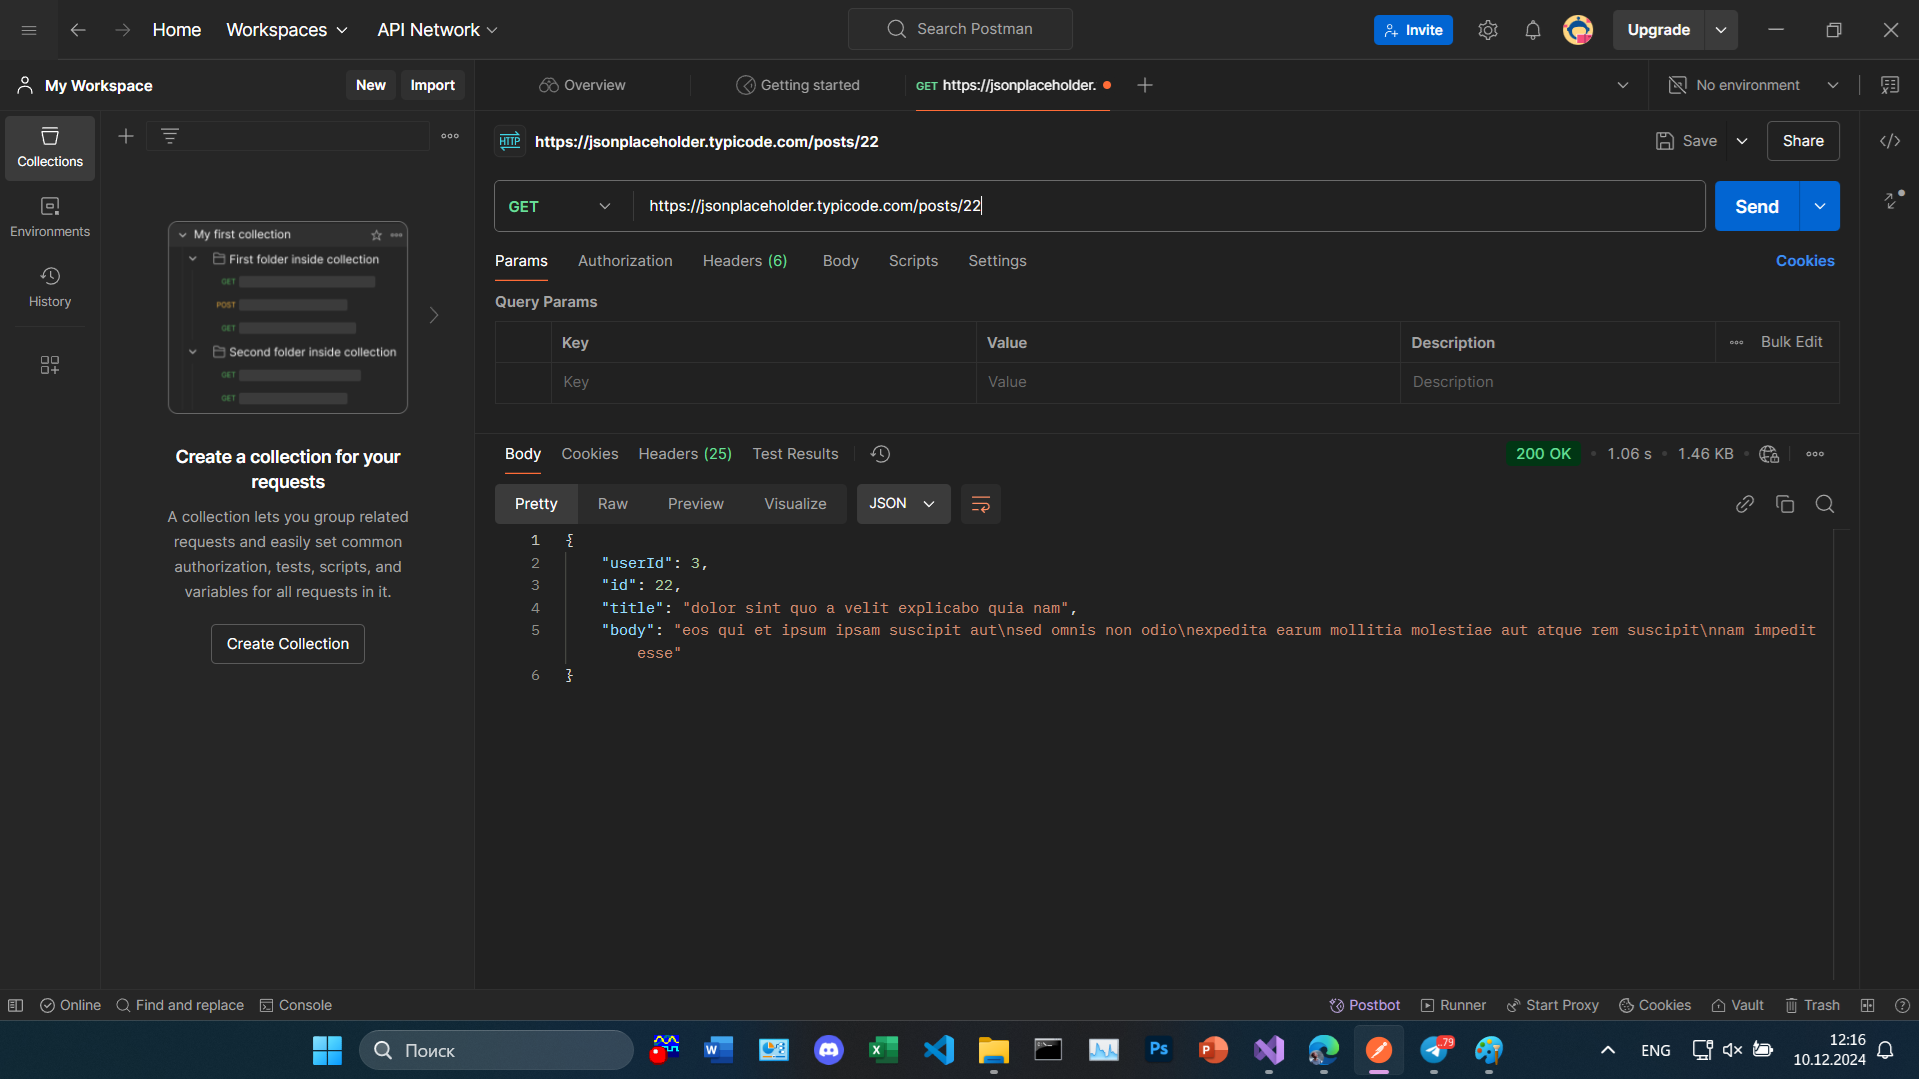 Home Workspaces API Network Search Postman Invite Upgrade
My Workspace New Import Overview Getting started GET https://jsonplaceholder. No environment
Collections
Environments
History
My first collection
First folder inside collection
GET
POST
GET
Second folder inside collection
GET
GET
Create a collection for your
requests
A collection lets you group related
requests and easily set common
authorization, tests, scripts, and
variables for all requests in it.
Create Collection
HTTP https://jsonplaceholder.typicode.com/posts/22 Save Share
GET https://jsonplaceholder.typicode.com/posts/22 Send
Params Authorization Headers (6) Body Scripts Settings Cookies
Query Params
Key Value Description Bulk Edit
Key Value Description
Body Cookies Headers (25) Test Results 200 OK 1.06 s 1.46 KB
Pretty Raw Preview Visualize JSON
1 {
2 "userId": 3,
3 "id": 22,
4 "title": "dolor sint quo a velit explicabo quia nam",
5 "body": "eos qui et ipsum ipsam suscipit aut\nsed omnis non odio\nexpedita earum mollitia molestiae aut atque rem suscipit\nnam impedit
esse"
6 }
Online Find and replace Console Postbot Runner Start Proxy Cookies Vault Trash
Поиск W Ps P 79 ENG 12:16
10.12.2024